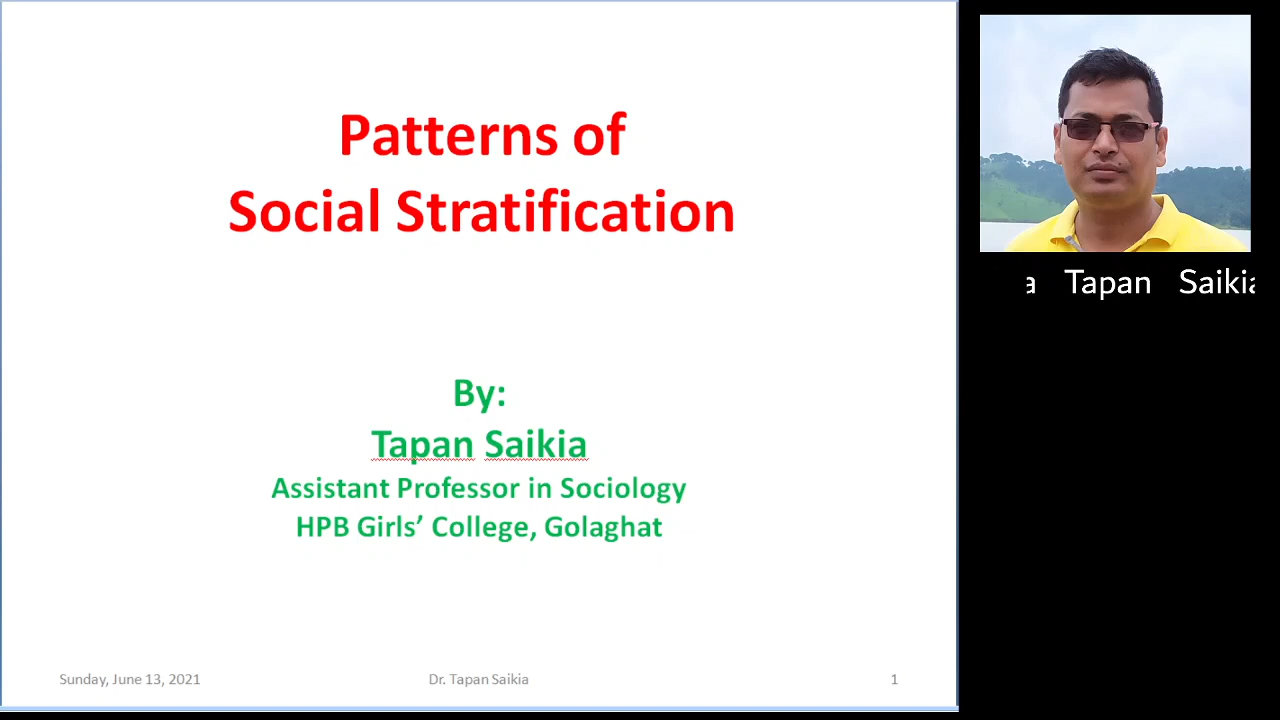 Patterns of
Social Stratification
By:
Tapan Saikia
Assistant Professor in Sociology
HPB Girls’ College, Golaghat
Sunday, June 13, 2021
Dr. Tapan Saikia
1
a Tapan Saikia